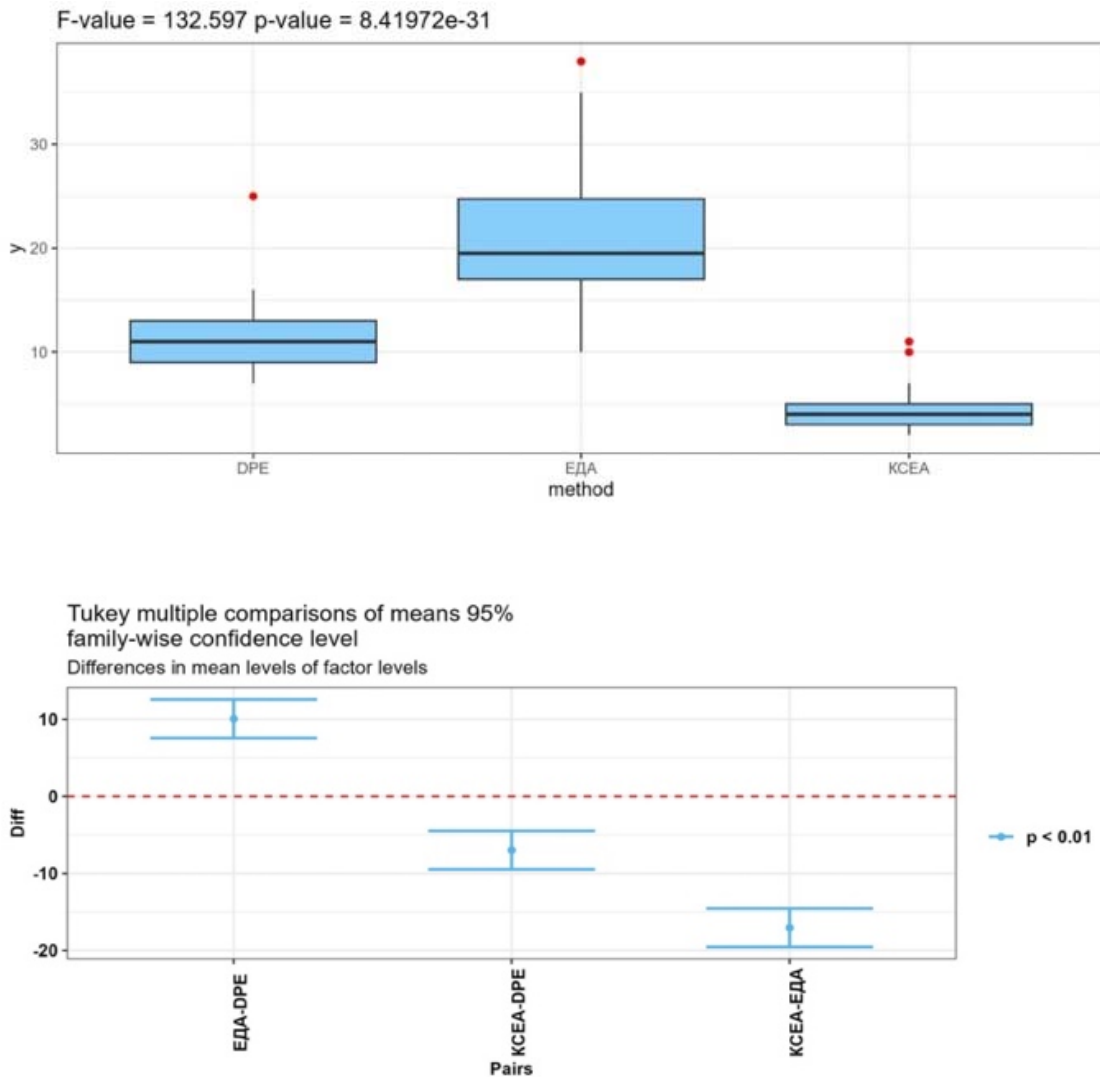 F-value = 132.597 p-value = 8.41972e-31
30
20
10
y
DPE
ЕДА
КСЕА
method
Tukey multiple comparisons of means 95%
family-wise confidence level
Differences in mean levels of factor levels
10
0
-10
-20
Diff
ЕДА-DPE
КСЕА-DPE
КСЕА-ЕДА
Pairs
p < 0.01